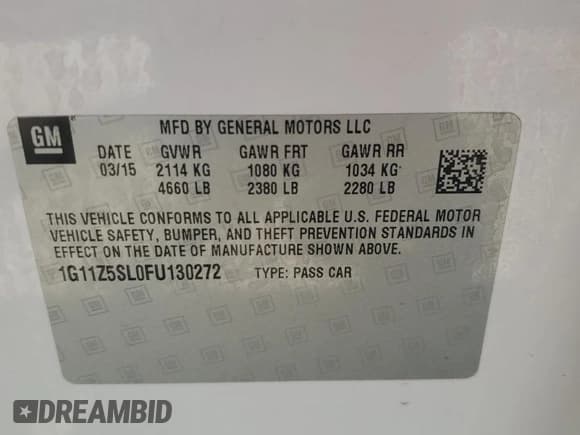 GM
MFD BY GENERAL MOTORS LLC
DATE GVWR GAWR FRT GAWR RR
03/15 2114 KG 1080 KG 1034 KG
4660 LB 2380 LB 2280 LB
THIS VEHICLE CONFORMS TO ALL APPLICABLE U.S. FEDERAL MOTOR
VEHICLE SAFETY, BUMPER, AND THEFT PREVENTION STANDARDS IN
EFFECT ON THE DATE OF MANUFACTURE SHOWN ABOVE.
1G11Z5SL0FU130272 TYPE: PASS CAR
DREAMBID